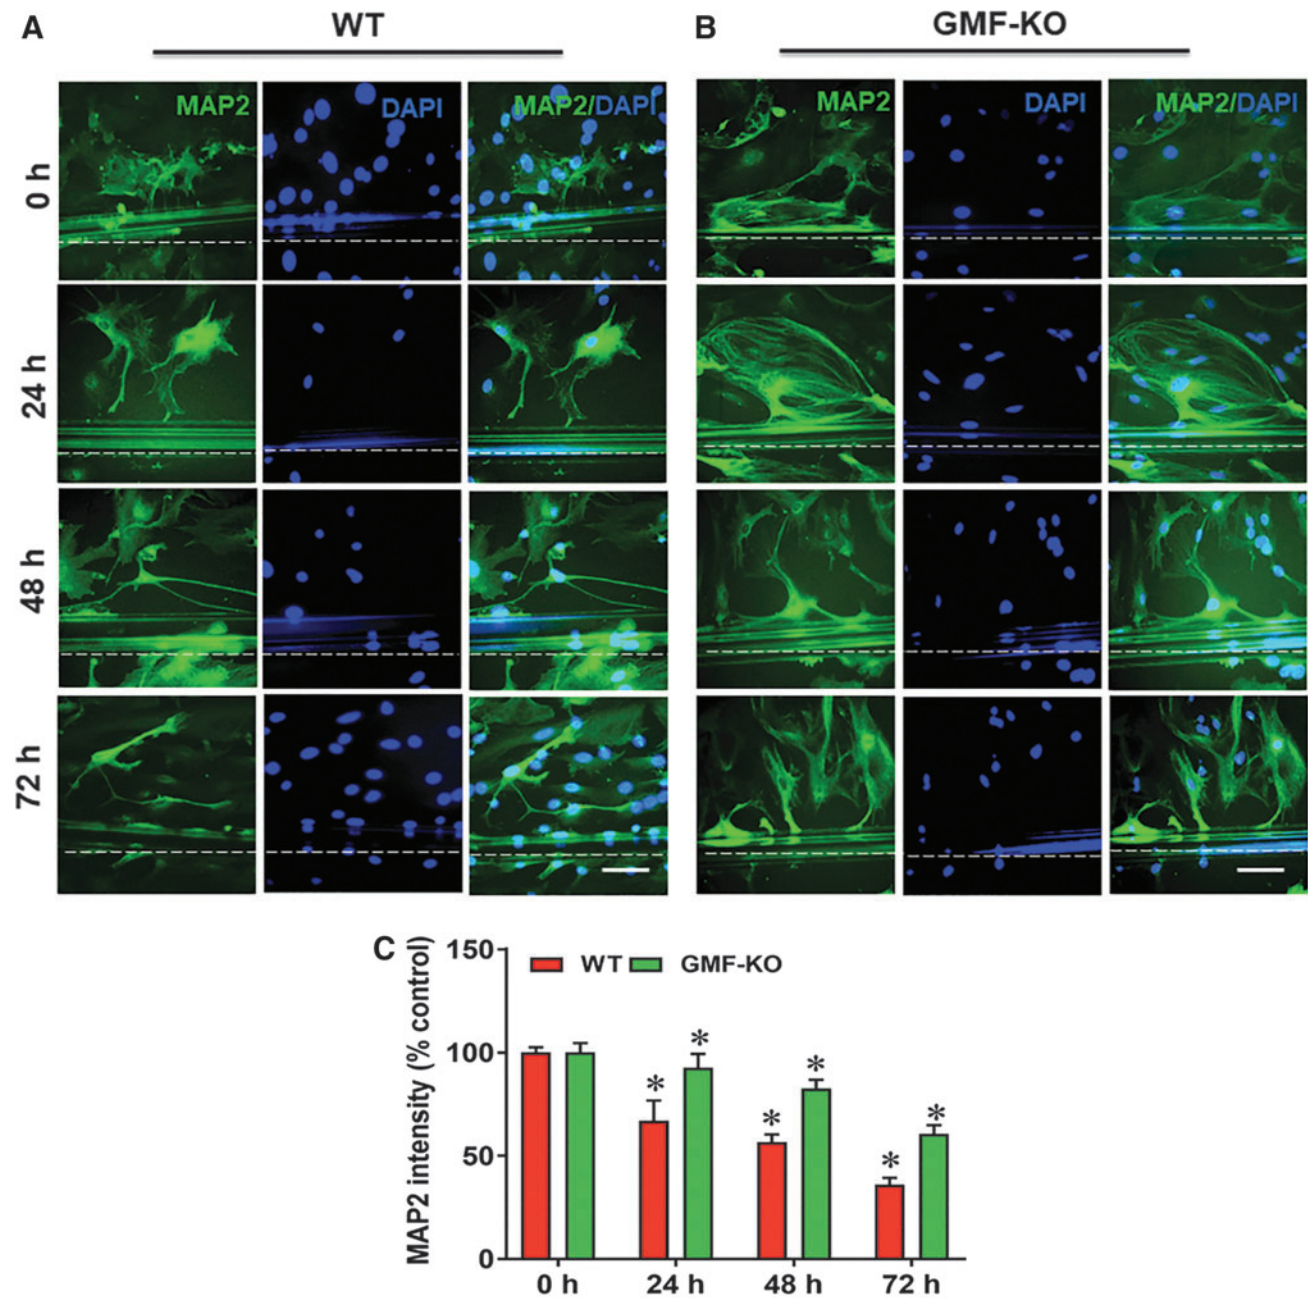 A WT B GMF-KO
MAP2 DAPI MAP2/DAPI MAP2 DAPI MAP2/DAPI
0 h
24 h
48 h
72 h
C
MAP2 intensity (% control)
150
WT GMF-KO
100
* * * * * *
50
0
0 h 24 h 48 h 72 h